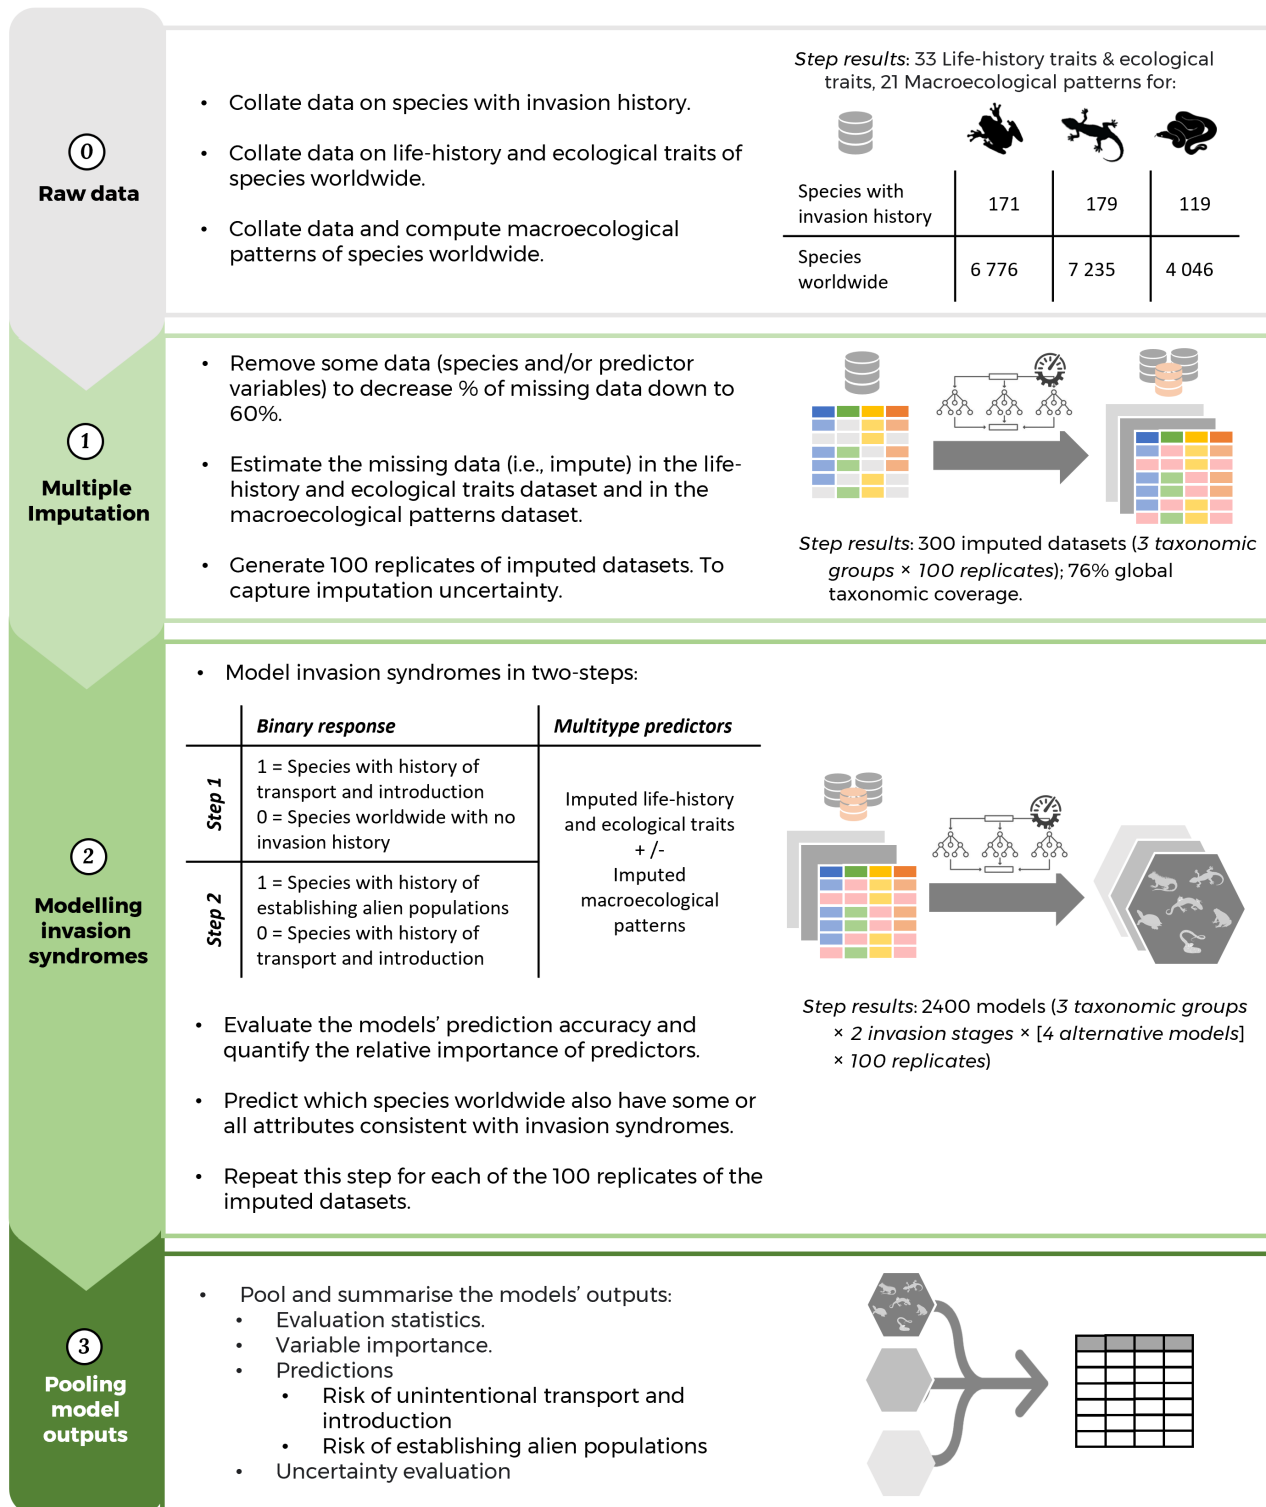 0
Raw data
• Collate data on species with invasion history.
• Collate data on life-history and ecological traits of
species worldwide.
• Collate data and compute macroecological
patterns of species worldwide.
Step results: 33 Life-history traits & ecological
traits, 21 Macroecological patterns for:
Species with
invasion history
171
179
119
Species
worldwide
6 776
7 235
4 046
1
Multiple
Imputation
• Remove some data (species and/or predictor
variables) to decrease % of missing data down to
60%.
• Estimate the missing data (i.e., impute) in the life-
history and ecological traits dataset and in the
macroecological patterns dataset.
• Generate 100 replicates of imputed datasets. To
capture imputation uncertainty.
Step results: 300 imputed datasets (3 taxonomic
groups × 100 replicates); 76% global
taxonomic coverage.
2
Modelling
invasion
syndromes
• Model invasion syndromes in two-steps:
Binary response
Multitype predictors
Step 1
1 = Species with history of
transport and introduction
0 = Species worldwide with no
invasion history
Step 2
1 = Species with history of
establishing alien populations
0 = Species with history of
transport and introduction
Imputed life-history
and ecological traits
+ /-
Imputed
macroecological
patterns
• Evaluate the models’ prediction accuracy and
quantify the relative importance of predictors.
• Predict which species worldwide also have some or
all attributes consistent with invasion syndromes.
• Repeat this step for each of the 100 replicates of the
imputed datasets.
Step results: 2400 models (3 taxonomic groups
× 2 invasion stages × [4 alternative models]
× 100 replicates)
3
Pooling
model
outputs
• Pool and summarise the models’ outputs:
• Evaluation statistics.
• Variable importance.
• Predictions
• Risk of unintentional transport and
introduction
• Risk of establishing alien populations
• Uncertainty evaluation